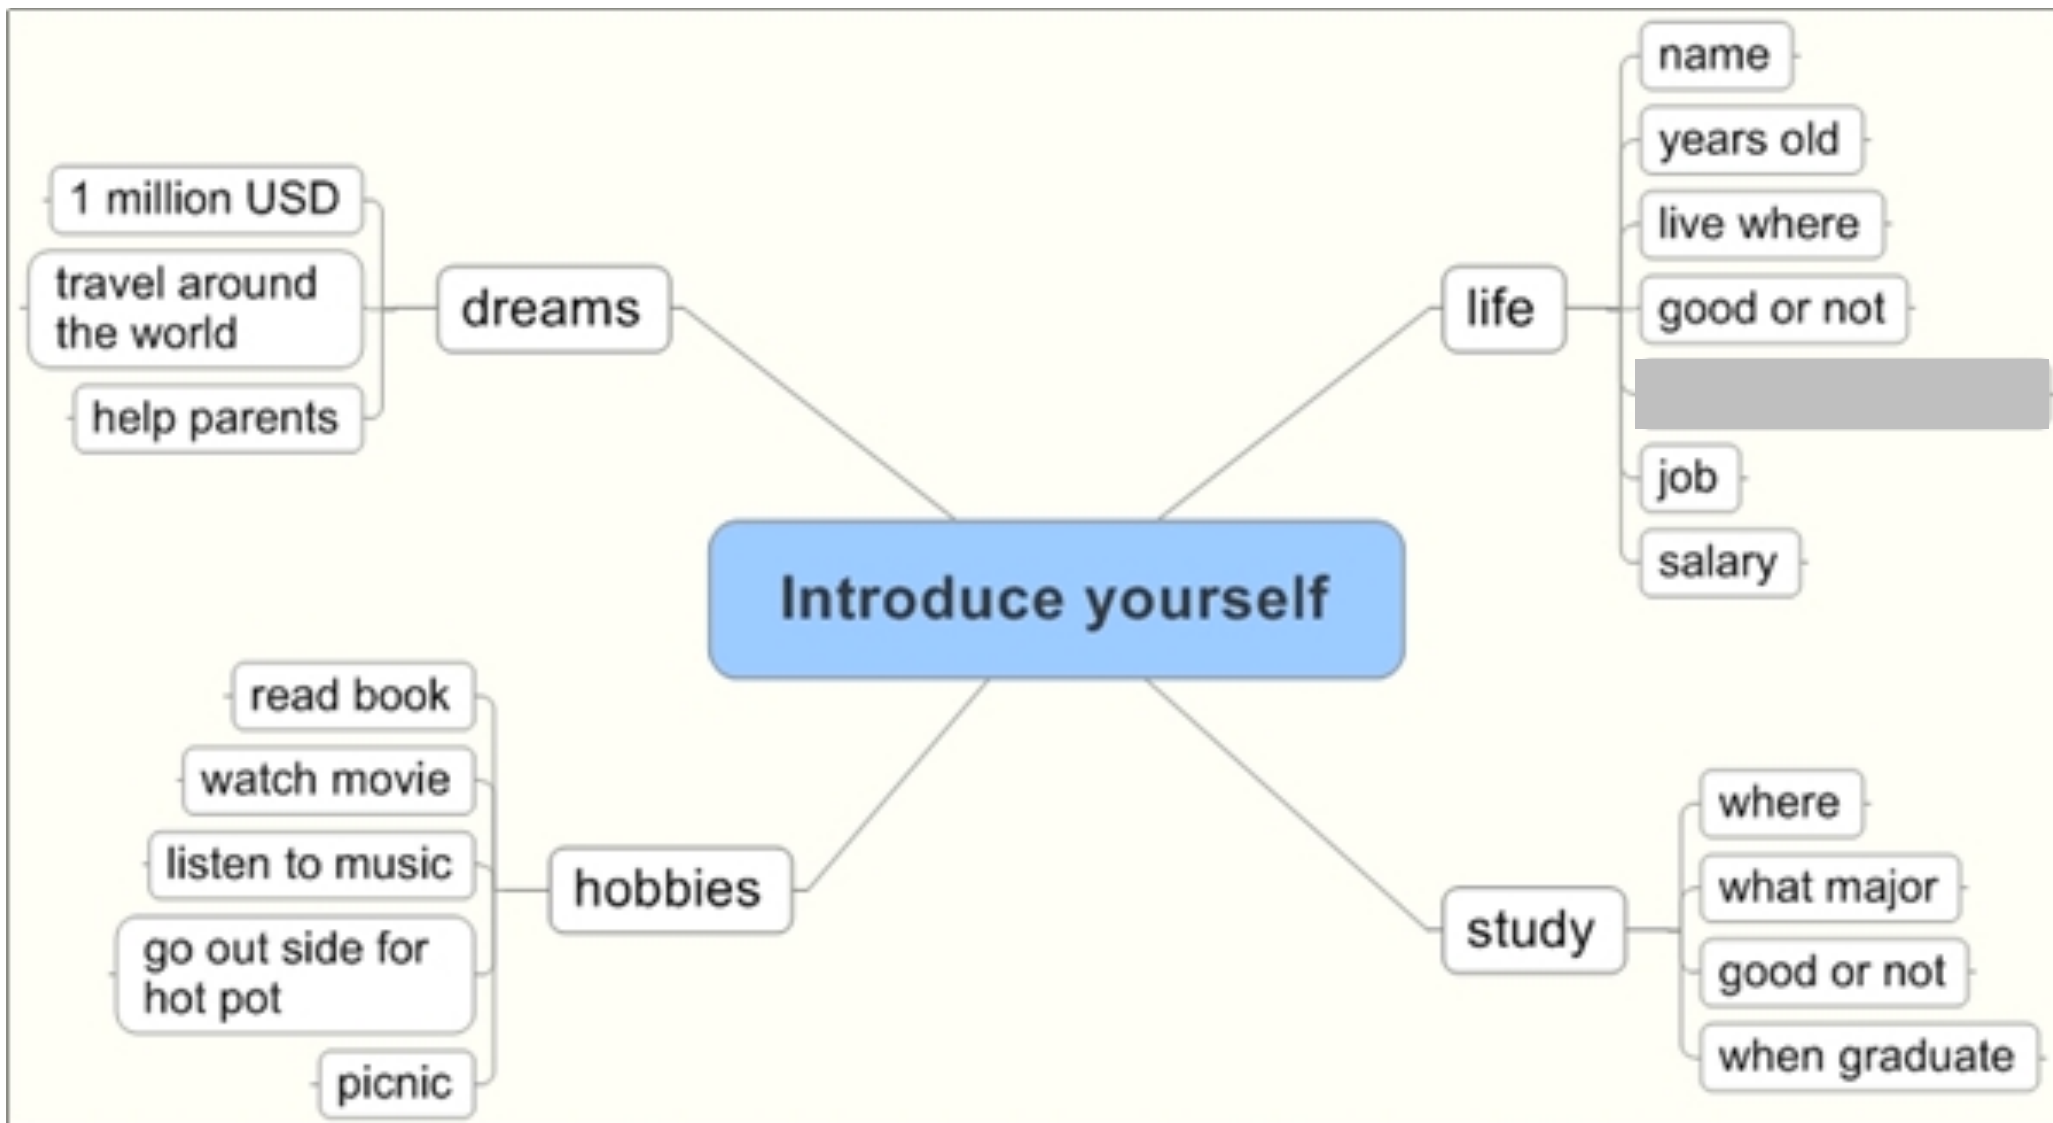 name
years old
live where
good or not
job
salary
life
1 million USD
travel around
the world
help parents
dreams
Introduce yourself
read book
watch movie
listen to music
go out side for
hot pot
picnic
hobbies
where
what major
good or not
when graduate
study